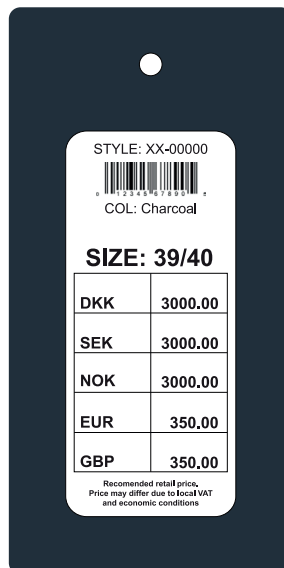 STYLE: XX-00000
0 12345 67890 5
COL: Charcoal
SIZE: 39/40
DKK 3000.00
SEK 3000.00
NOK 3000.00
EUR 350.00
GBP 350.00
Recomended retail price.
Price may differ due to local VAT
and economic conditions